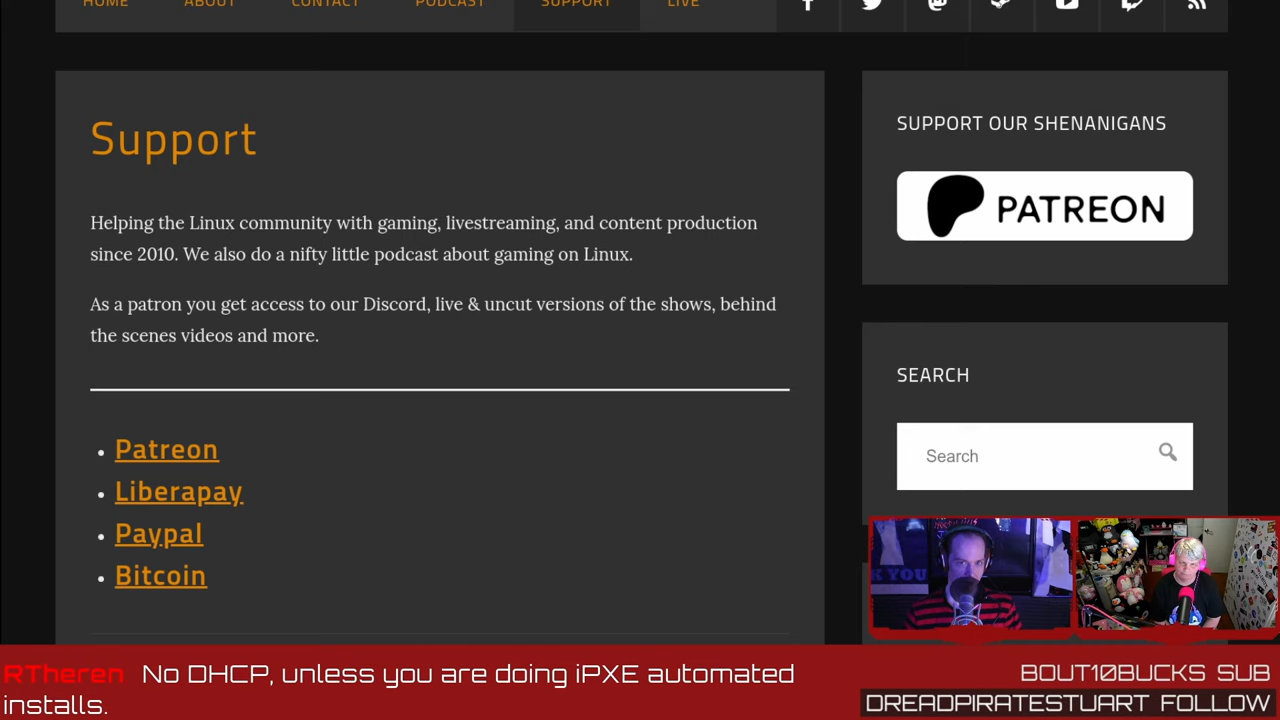 HOME ABOUT CONTACT PODCAST SUPPORT LIVE
Support
Helping the Linux community with gaming, livestreaming, and content production
since 2010. We also do a nifty little podcast about gaming on Linux.
As a patron you get access to our Discord, live & uncut versions of the shows, behind
the scenes videos and more.
Patreon
Liberapay
Paypal
Bitcoin
SUPPORT OUR SHENANIGANS
PATREON
SEARCH
Search
K YOU
RTheren No DHCP, unless you are doing iPXE automated
installs.
BOUT10BUCKS SUB
DREADPIRATESTUART FOLLOW